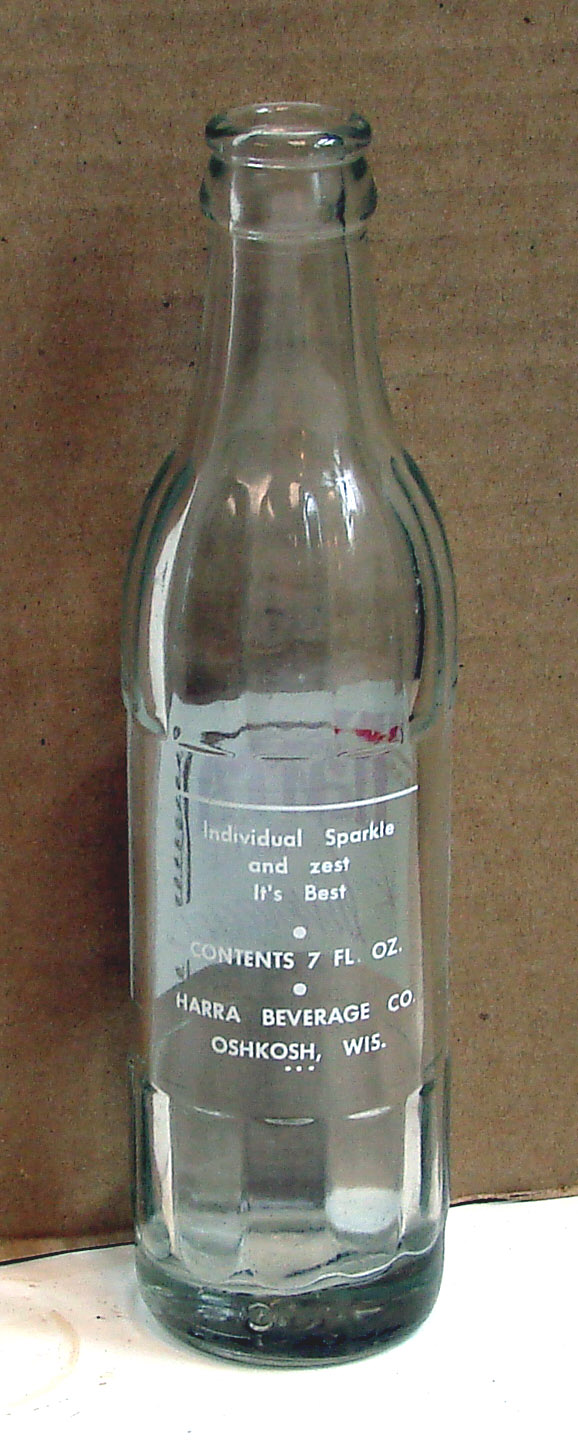 Individual Sparkle
and zest
It's Best
CONTENTS 7 FL. OZ.
HARRA BEVERAGE CO.
OSHKOSH, WIS.